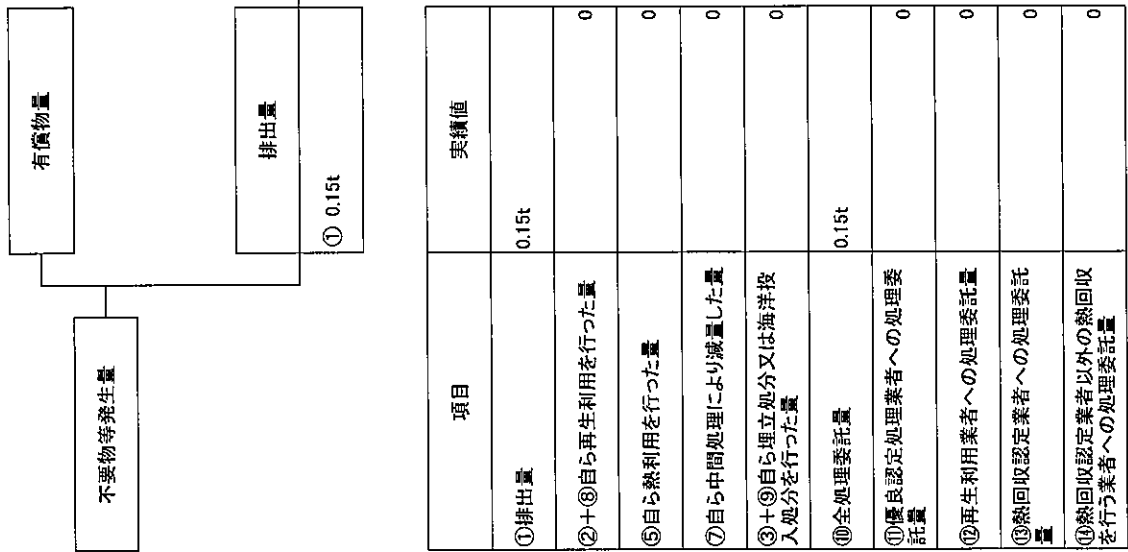 不要物等発生量
有償物量
排出量
① 0.15t
項目
実績値
①排出量
0.15t
②+⑧自ら再生利用を行った量
0
⑤自ら熱利用を行った量
0
⑦自ら中間処理により減量した量
0
③+⑨自ら埋立処分又は海洋投
入処分を行った量
0
⑩全処理委託量
0.15t
⑪優良認定処理業者への処理委
託量
0
⑫再生利用業者への処理委託量
0
⑬熱回収認定業者への処理委託
量
0
⑭熱回収認定業者以外の熱回収
を行う業者への処理委託量
0